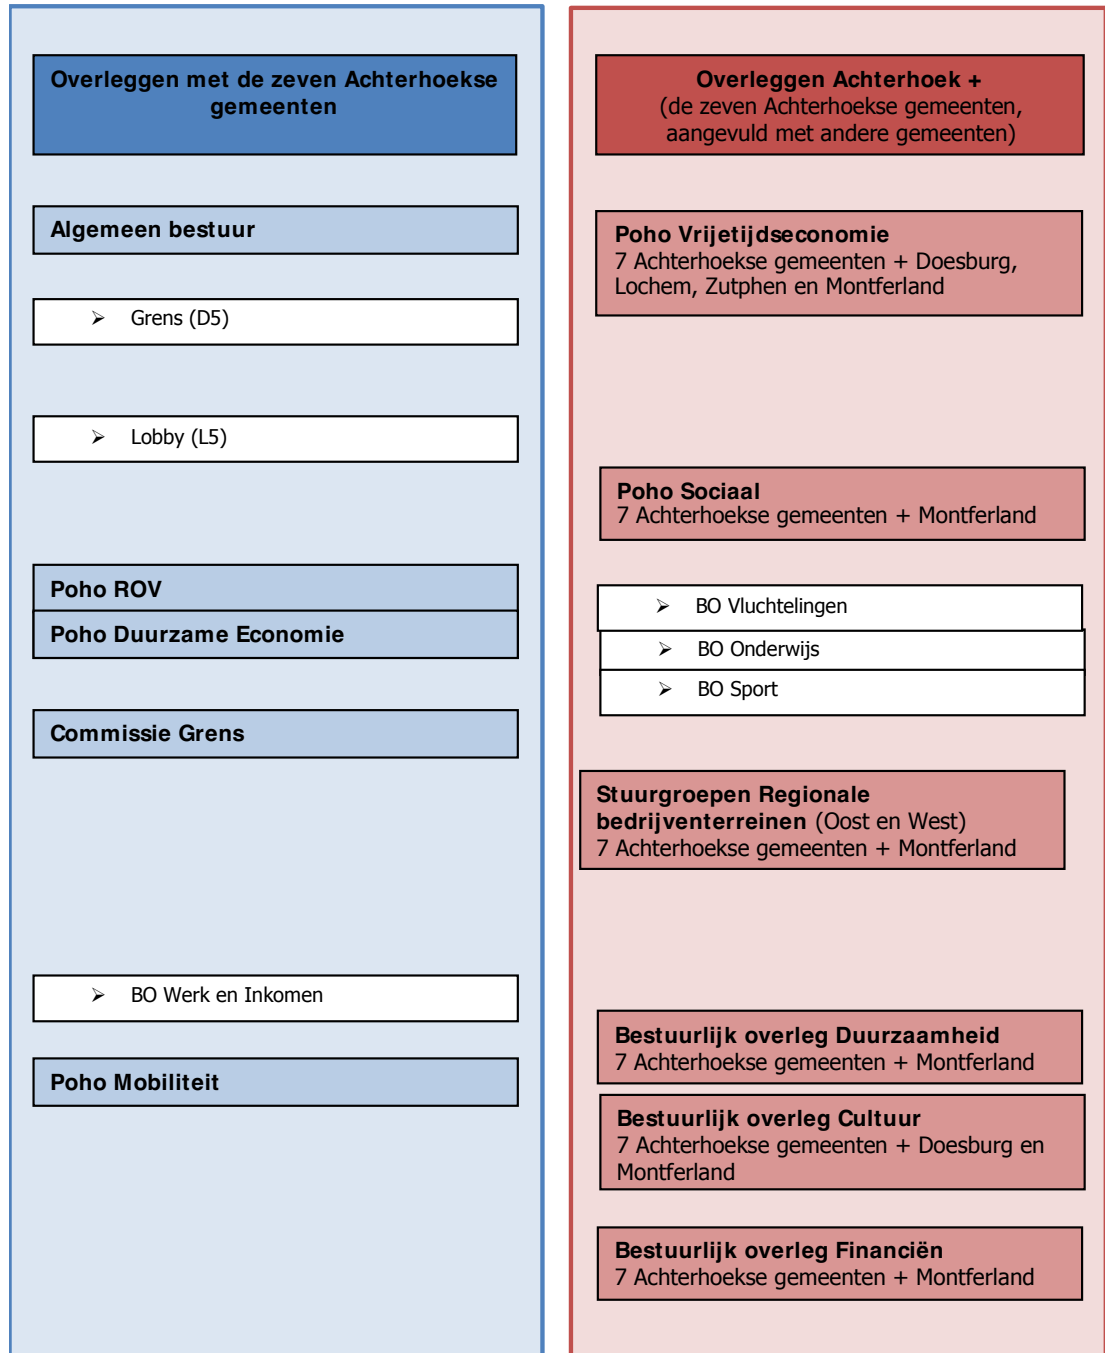 Overleggen met de zeven Achterhoekse
gemeenten
Algemeen bestuur
➢ Grens (D5)
➢ Lobby (L5)
Poho ROV
Poho Duurzame Economie
Commissie Grens
➢ BO Werk en Inkomen
Poho Mobiliteit
Overleggen Achterhoek +
(de zeven Achterhoekse gemeenten,
aangevuld met andere gemeenten)
Poho Vrijetijdseconomie
7 Achterhoekse gemeenten + Doesburg,
Lochem, Zutphen en Montferland
Poho Sociaal
7 Achterhoekse gemeenten + Montferland
➢ BO Vluchtelingen
➢ BO Onderwijs
➢ BO Sport
Stuurgroepen Regionale
bedrijventerreinen (Oost en West)
7 Achterhoekse gemeenten + Montferland
Bestuurlijk overleg Duurzaamheid
7 Achterhoekse gemeenten + Montferland
Bestuurlijk overleg Cultuur
7 Achterhoekse gemeenten + Doesburg en
Montferland
Bestuurlijk overleg Financiën
7 Achterhoekse gemeenten + Montferland